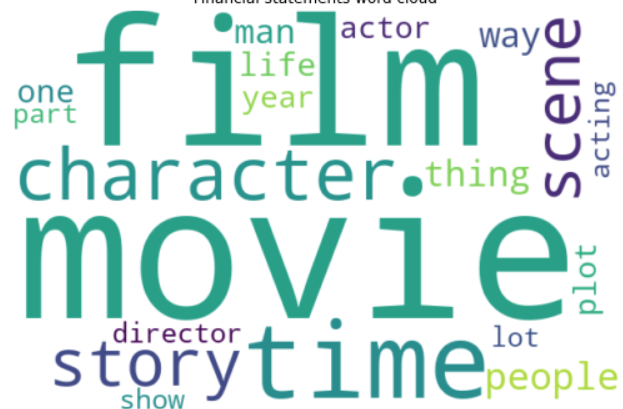 Financial statements word cloud
film
man
actor
way
scene
life
year
one
part
acting
character
thing
movie
plot
director
story
time
lot
people
show